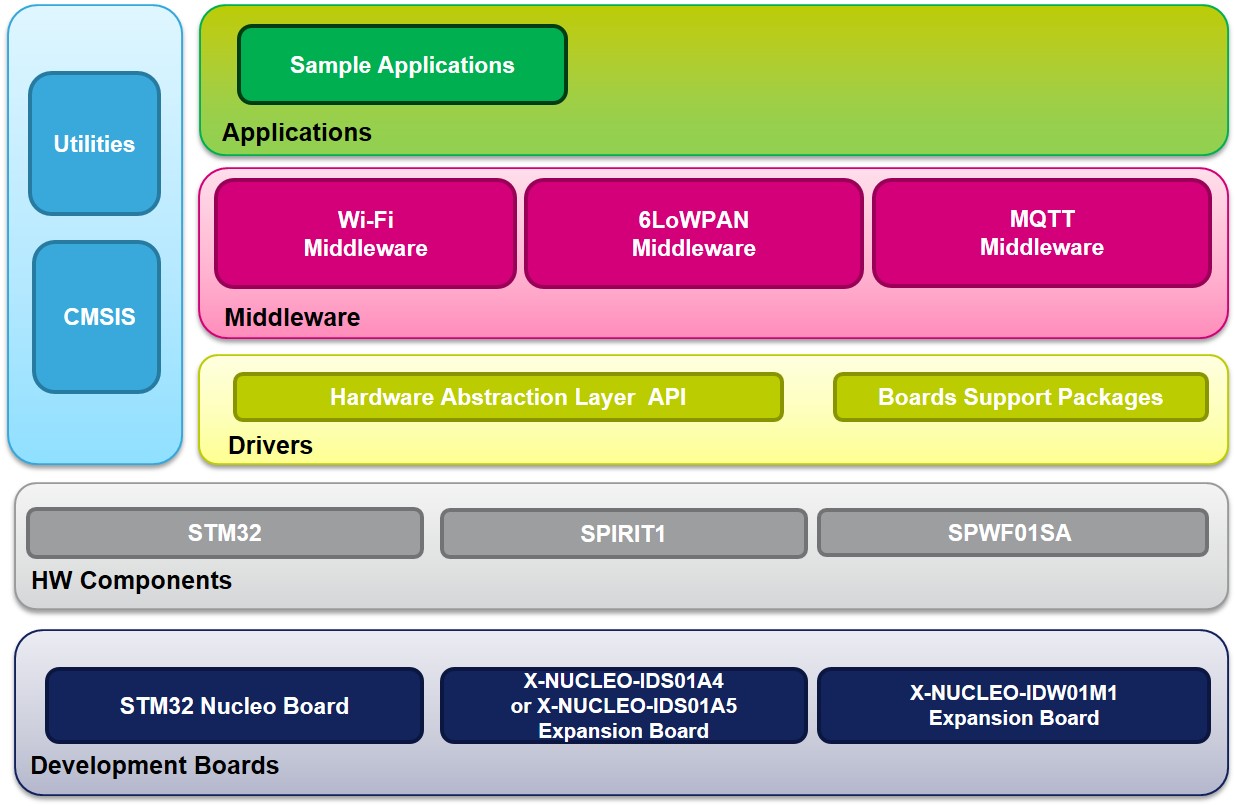 Utilities
CMSIS
Sample Applications
Applications
Wi-Fi
Middleware
6LoWPAN
Middleware
MQTT
Middleware
Middleware
Hardware Abstraction Layer API
Boards Support Packages
Drivers
STM32
SPIRIT1
SPWF01SA
HW Components
STM32 Nucleo Board
X-NUCLEO-IDS01A4
or X-NUCLEO-IDS01A5
Expansion Board
X-NUCLEO-IDW01M1
Expansion Board
Development Boards